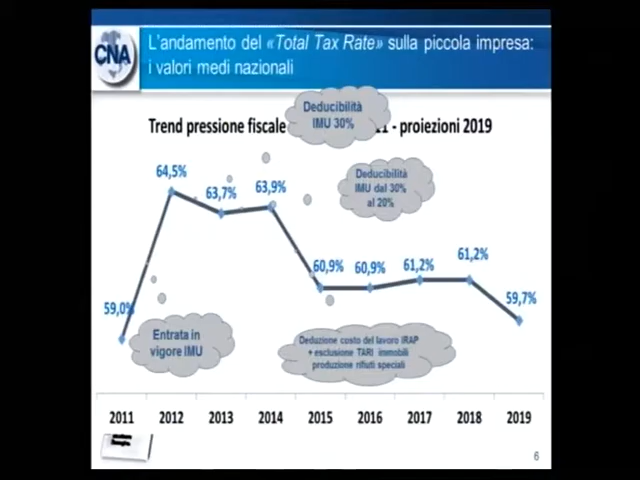 CNA
L'andamento del «Total Tax Rate» sulla piccola impresa:
i valori medi nazionali
Deducibilità
IMU 30%
Trend pressione fiscale 11 - proiezioni 2019
64,5%
63,7%
63,9%
Deducibilità
IMU dal 30%
al 20%
60,9%
60,9%
61,2%
61,2%
59,7%
59,0%
Entrata in
vigore IMU
Deduzione costo del lavoro IRAP
+ esclusione TARI immobili
produzione rifiuti speciali
2011 2012 2013 2014 2015 2016 2017 2018 2019
6